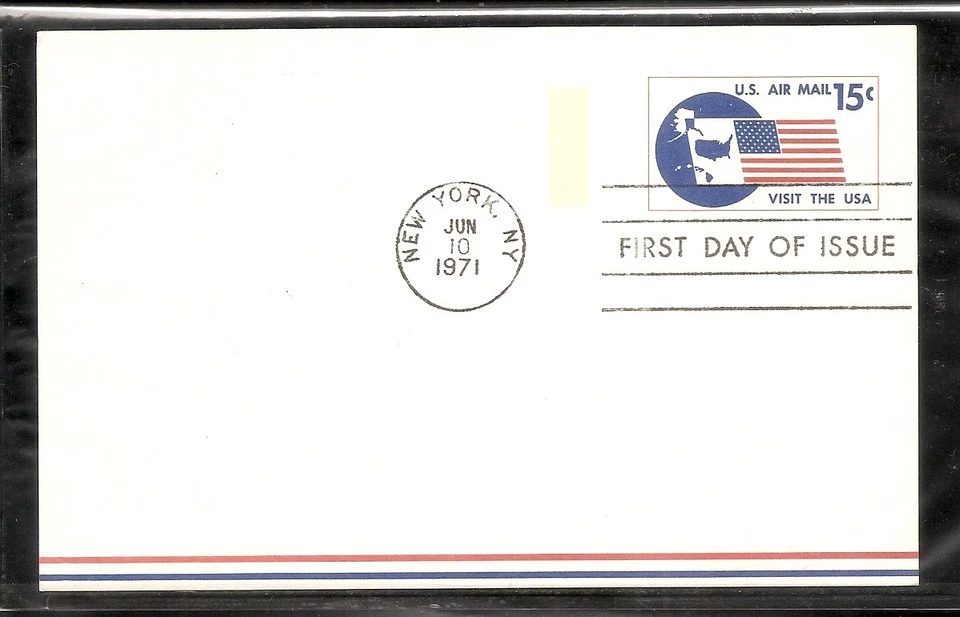 U.S. AIR MAIL 15¢
VISIT THE USA
NEW YORK, NY
JUN
10
1971
FIRST DAY OF ISSUE